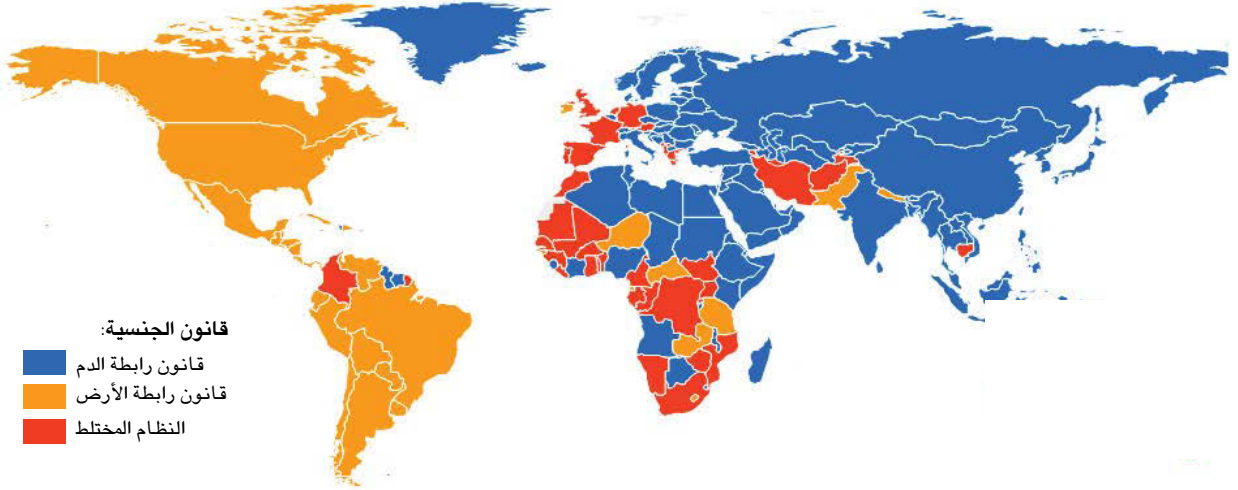 قانون الجنسية:
قانون رابطة الدم
قانون رابطة الأرض
النظام المختلط